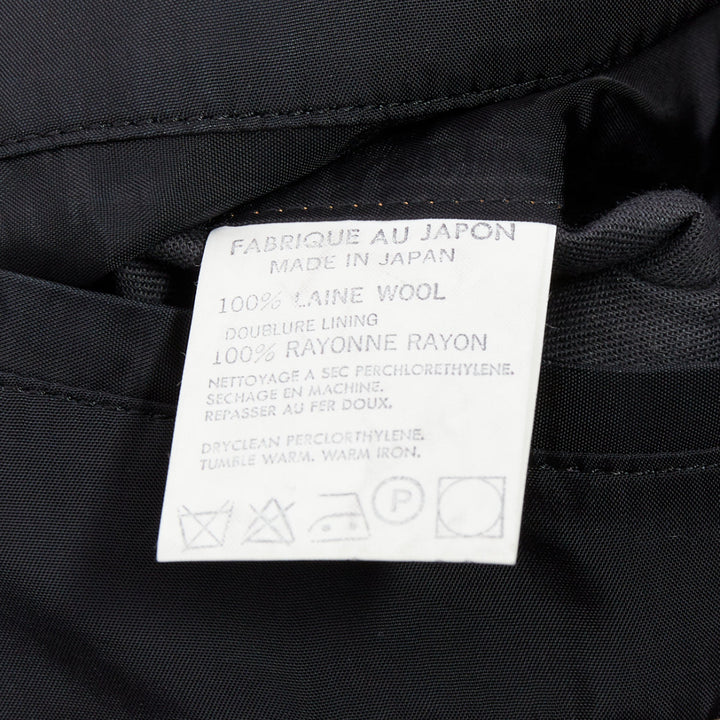 FABRIQUE AU JAPON
MADE IN JAPAN
100% LAINE WOOL
DOUBLURE LINING
100% RAYONNE RAYON
NETTOYAGE A SEC PERCHLORETHYLENE.
SECHAGE EN MACHINE.
REPASSER AU FER DOUX.
DRYCLEAN PERCLORTHYLENE.
TUMBLE WARM. WARM IRON.
P